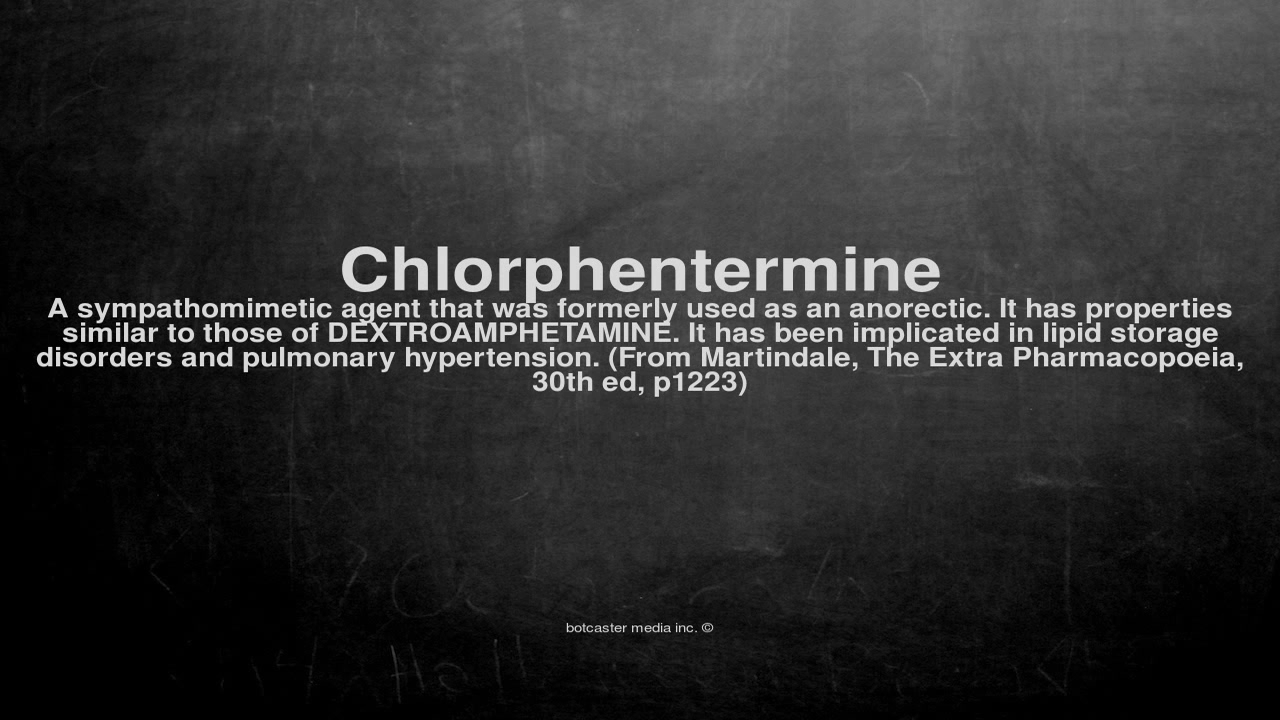 Chlorphentermine
A sympathomimetic agent that was formerly used as an anorectic. It has properties
similar to those of DEXTROAMPHETAMINE. It has been implicated in lipid storage
disorders and pulmonary hypertension. (From Martindale, The Extra Pharmacopoeia,
30th ed, p1223)
botcaster media inc. ©